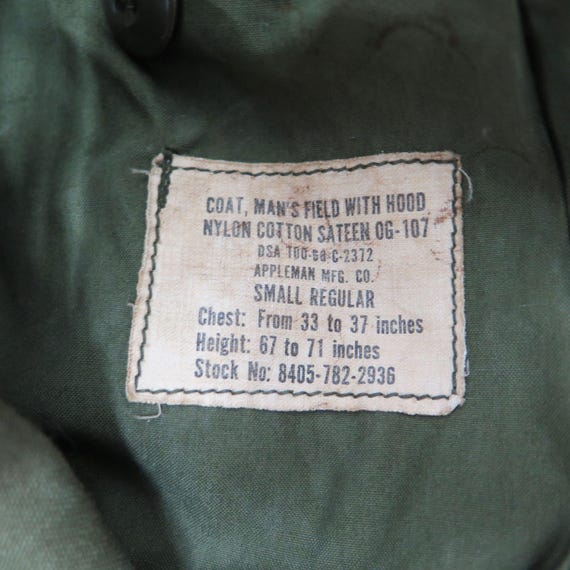 COAT, MAN'S FIELD WITH HOOD
NYLON COTTON SATEEN OG-107
DSA 100-68-C-2372
APPLEMAN MFG. CO.
SMALL REGULAR
Chest: From 33 to 37 inches
Height: 67 to 71 inches
Stock No: 8405-782-2936